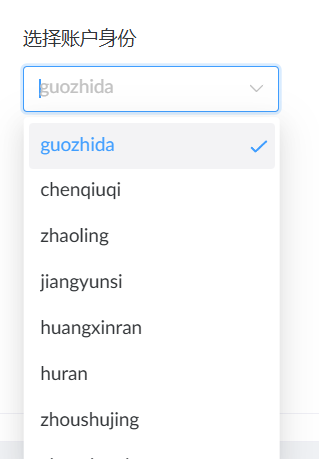 选择账户身份
guozhida
guozhida
chenqiuqi
zhaoling
jiangyunsi
huangxinran
huran
zhoushujing